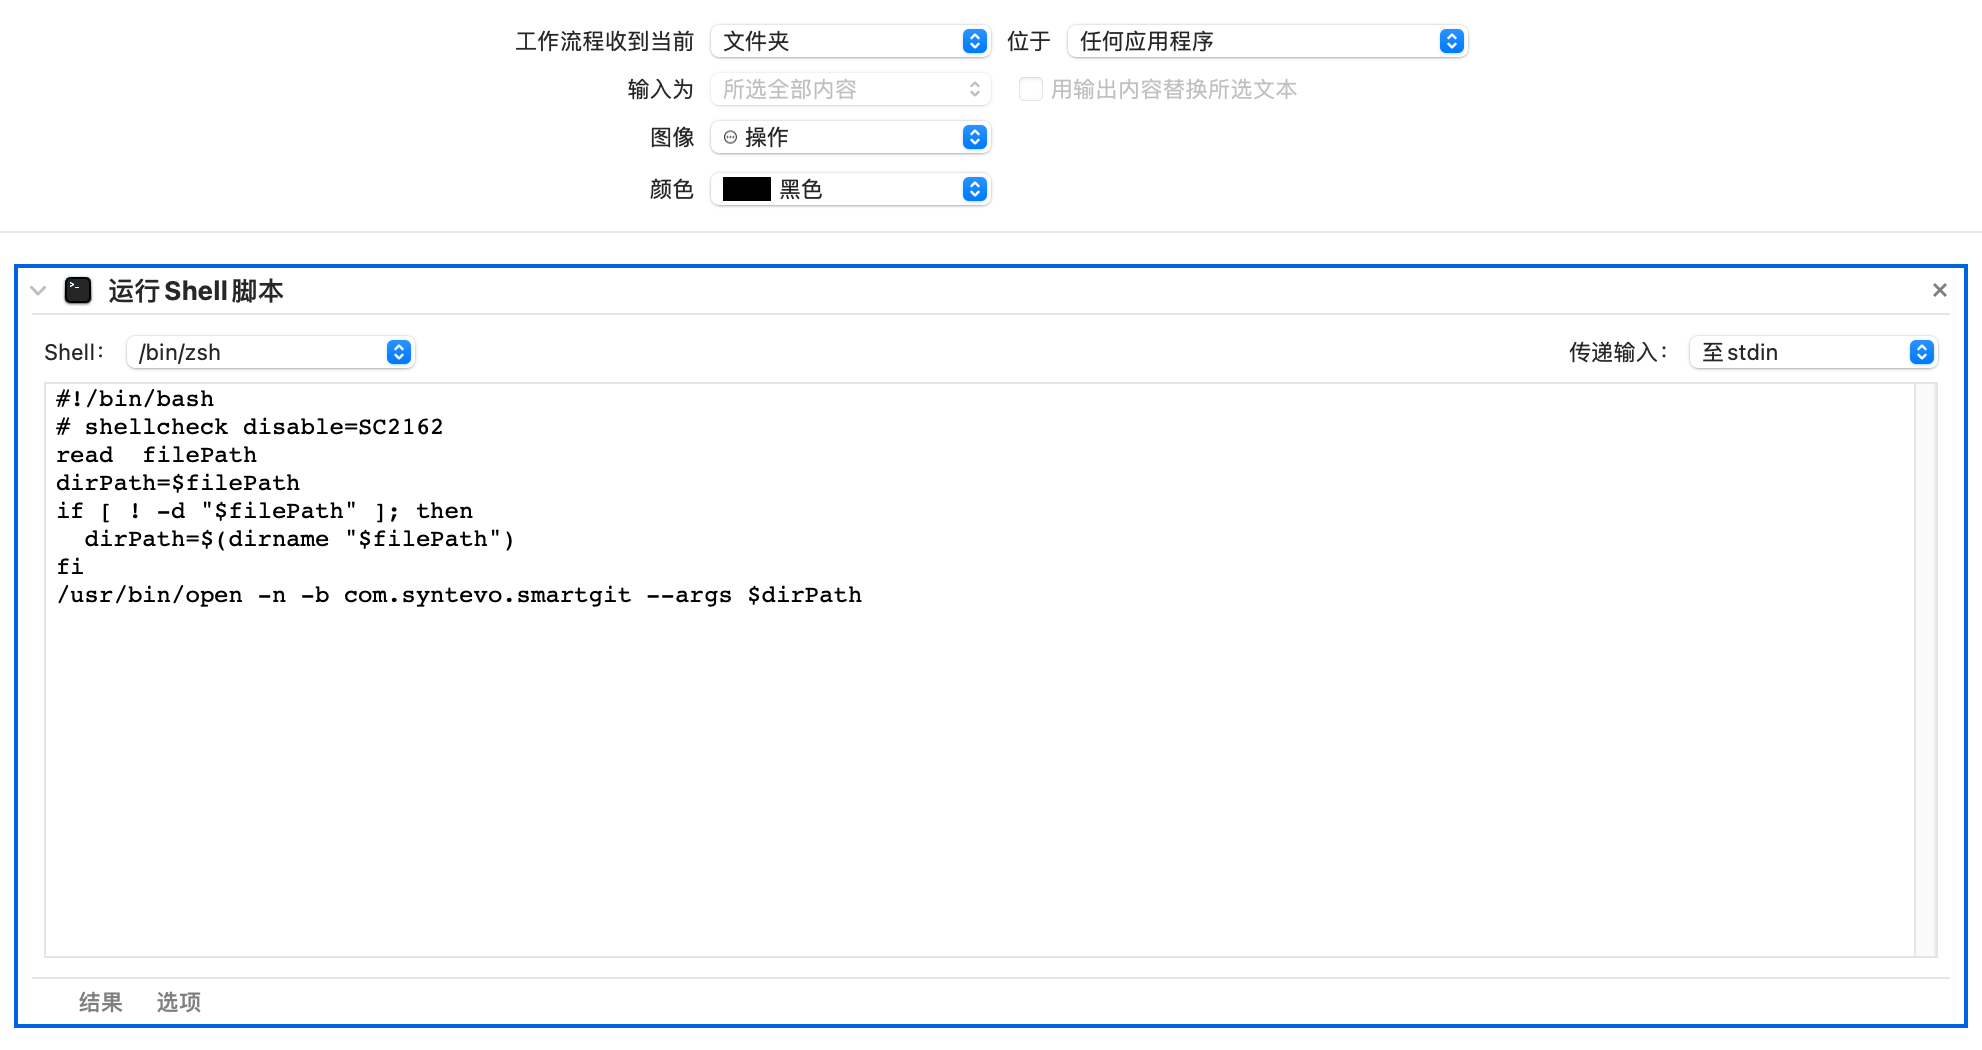 工作流程收到当前 文件夹 位于 任何应用程序
输入为 所选全部内容 用输出内容替换所选文本
图像 操作
颜色 黑色
>_ 运行 Shell 脚本
Shell： /bin/zsh 传递输入： 至 stdin
#!/bin/bash
# shellcheck disable=SC2162
read  filePath
dirPath=$filePath
if [ ! -d "$filePath" ]; then
  dirPath=$(dirname "$filePath")
fi
/usr/bin/open -n -b com.syntevo.smartgit --args $dirPath
结果 选项